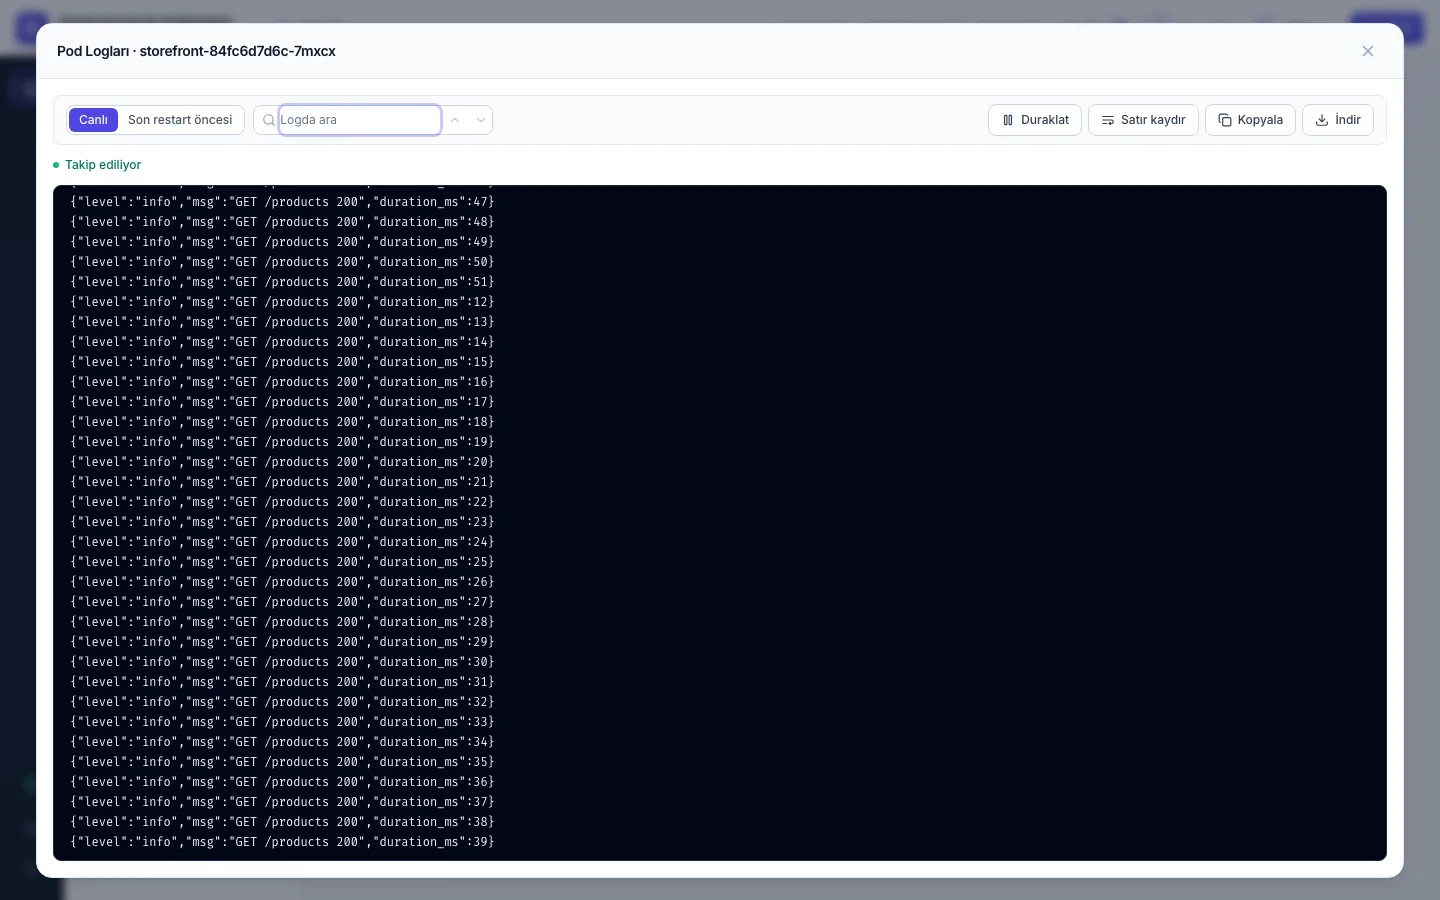 Pod Logları · storefront-84fc6d7d6c-7mxcx
Canlı Son restart öncesi Logda ara Duraklat Satır kaydır Kopyala İndir
Takip ediliyor
{"level":"info","msg":"GET /products 200","duration_ms":47}
{"level":"info","msg":"GET /products 200","duration_ms":48}
{"level":"info","msg":"GET /products 200","duration_ms":49}
{"level":"info","msg":"GET /products 200","duration_ms":50}
{"level":"info","msg":"GET /products 200","duration_ms":51}
{"level":"info","msg":"GET /products 200","duration_ms":12}
{"level":"info","msg":"GET /products 200","duration_ms":13}
{"level":"info","msg":"GET /products 200","duration_ms":14}
{"level":"info","msg":"GET /products 200","duration_ms":15}
{"level":"info","msg":"GET /products 200","duration_ms":16}
{"level":"info","msg":"GET /products 200","duration_ms":17}
{"level":"info","msg":"GET /products 200","duration_ms":18}
{"level":"info","msg":"GET /products 200","duration_ms":19}
{"level":"info","msg":"GET /products 200","duration_ms":20}
{"level":"info","msg":"GET /products 200","duration_ms":21}
{"level":"info","msg":"GET /products 200","duration_ms":22}
{"level":"info","msg":"GET /products 200","duration_ms":23}
{"level":"info","msg":"GET /products 200","duration_ms":24}
{"level":"info","msg":"GET /products 200","duration_ms":25}
{"level":"info","msg":"GET /products 200","duration_ms":26}
{"level":"info","msg":"GET /products 200","duration_ms":27}
{"level":"info","msg":"GET /products 200","duration_ms":28}
{"level":"info","msg":"GET /products 200","duration_ms":29}
{"level":"info","msg":"GET /products 200","duration_ms":30}
{"level":"info","msg":"GET /products 200","duration_ms":31}
{"level":"info","msg":"GET /products 200","duration_ms":32}
{"level":"info","msg":"GET /products 200","duration_ms":33}
{"level":"info","msg":"GET /products 200","duration_ms":34}
{"level":"info","msg":"GET /products 200","duration_ms":35}
{"level":"info","msg":"GET /products 200","duration_ms":36}
{"level":"info","msg":"GET /products 200","duration_ms":37}
{"level":"info","msg":"GET /products 200","duration_ms":38}
{"level":"info","msg":"GET /products 200","duration_ms":39}